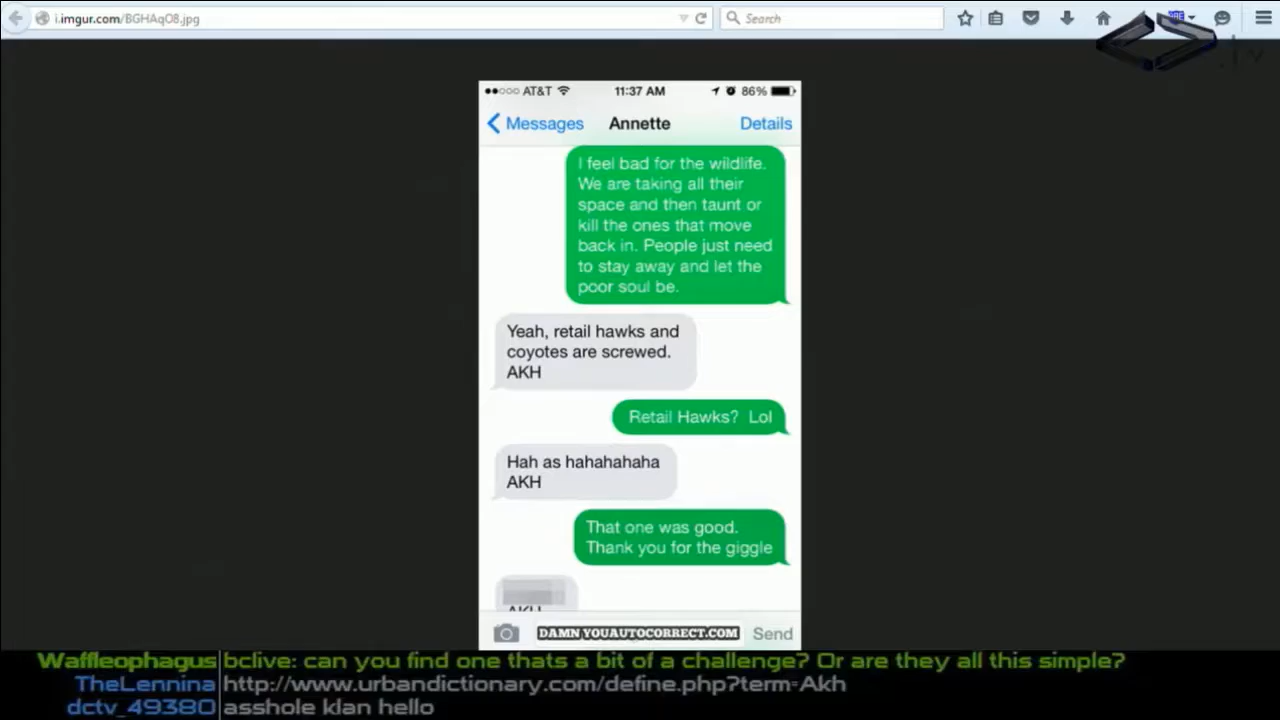 i.imgur.com/BGHAqO8.jpg
Search
AT&T 11:37 AM 86%
Messages Annette Details
I feel bad for the wildlife.
We are taking all their
space and then taunt or
kill the ones that move
back in. People just need
to stay away and let the
poor soul be.
Yeah, retail hawks and
coyotes are screwed.
AKH
Retail Hawks? Lol
Hah as hahahahaha
AKH
That one was good.
Thank you for the giggle
AKH
DAMNYOUAUTOCORRECT.COM Send
Waffleophagus bclive: can you find one thats a bit of a challenge? Or are they all this simple?
TheLennina http://www.urbandictionary.com/define.php?term=Akh
dctv_49380 asshole klan hello